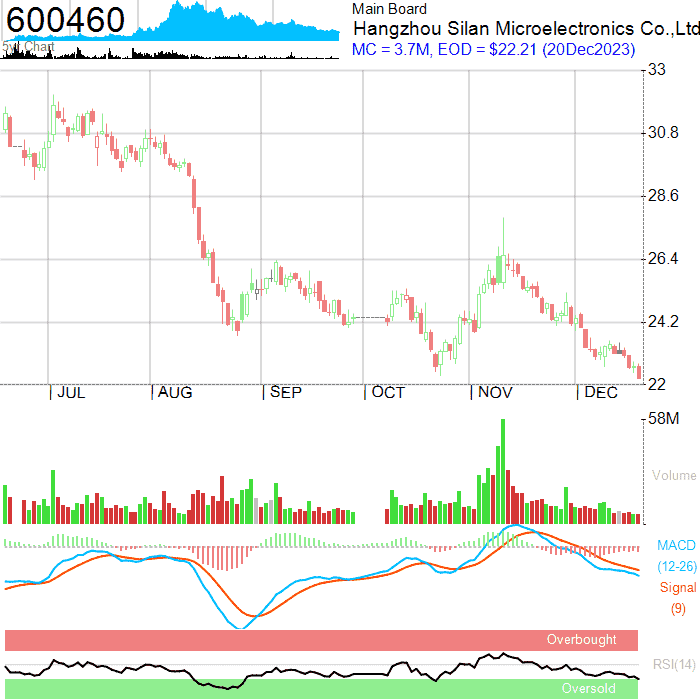 600460
5yr Chart
Main Board
Hangzhou Silan Microelectronics Co.,Ltd
MC = 3.7M, EOD = $22.21 (20Dec2023)
33
30.8
28.6
26.4
24.2
22
JUL AUG SEP OCT NOV DEC
58M
Volume
MACD
(12-26)
Signal
(9)
Overbought
RSI(14)
Oversold